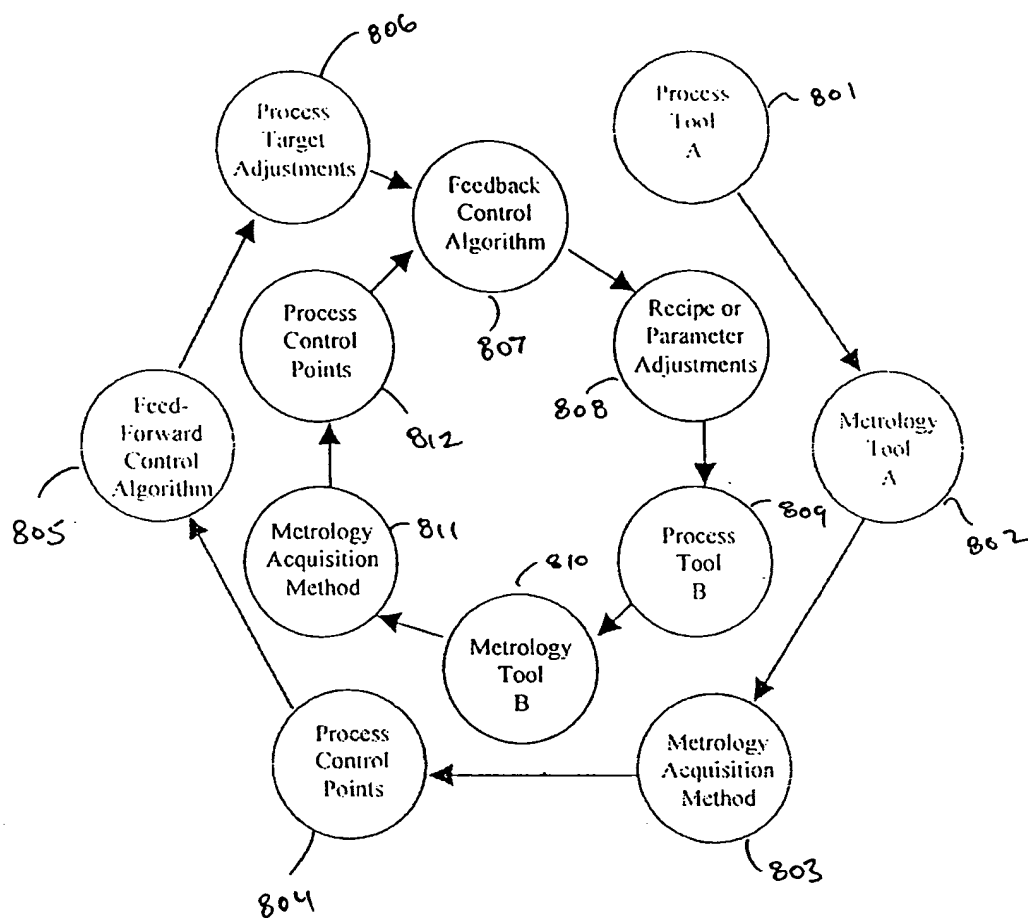 806
Process
Target
Adjustments
Process
Tool
A
801
Feedback
Control
Algorithm
807
Process
Control
Points
812
Recipe or
Parameter
Adjustments
808
Feed-
Forward
Control
Algorithm
805
Metrology
Tool
A
802
Metrology
Acquisition
Method
811
Process
Tool
B
809
810
Metrology
Tool
B
Process
Control
Points
804
Metrology
Acquisition
Method
803